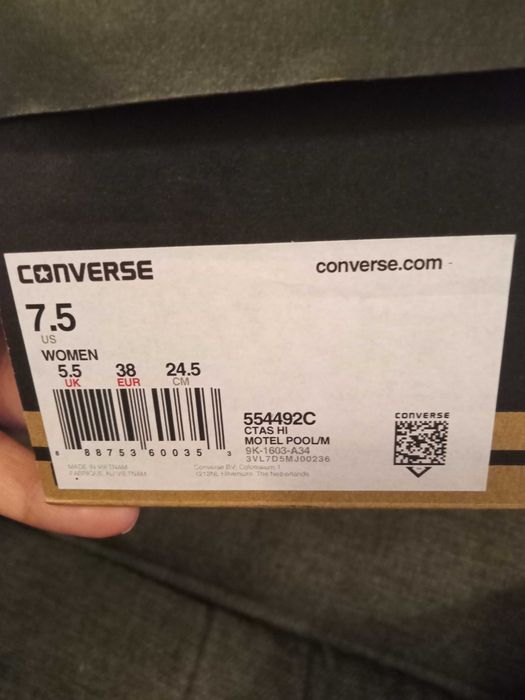 CONVERSE
converse.com
7.5
US
WOMEN
5.5 38 24.5
UK EUR CM
8 88753 60035 3
554492C
CTAS HI
MOTEL POOL/M
9K-1603-A34
3VL7D5MJ00236
CONVERSE
MADE IN VIETNAM
FABRIQUÉ AU VIETNAM
Converse BV, Colosseum 1
1213NL Hilversum, The Netherlands